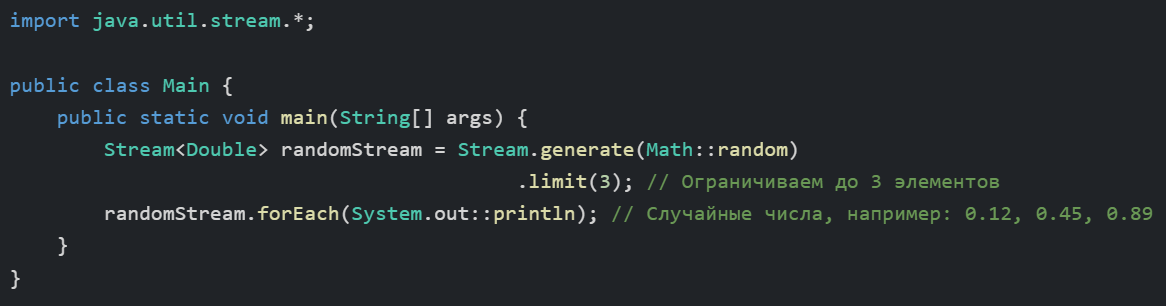 import java.util.stream.*;
public class Main {
    public static void main(String[] args) {
        Stream<Double> randomStream = Stream.generate(Math::random)
                                           .limit(3); // Ограничиваем до 3 элементов
        randomStream.forEach(System.out::println); // Случайные числа, например: 0.12, 0.45, 0.89
    }
}